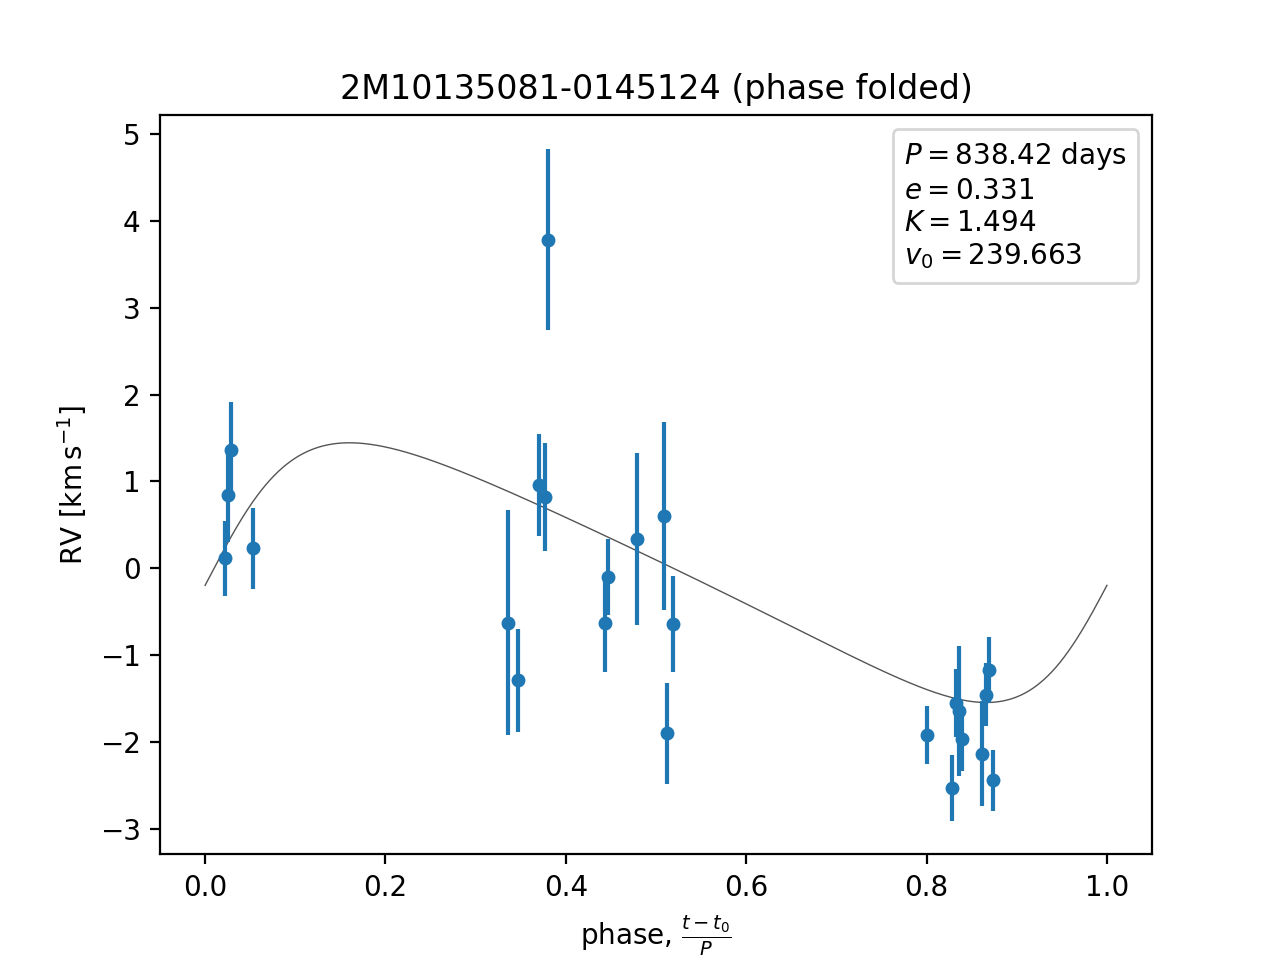 2M10135081-0145124 (phase folded)
P = 838.42 days
e = 0.331
K = 1.494
v₀ = 239.663
5
4
3
2
1
0
−1
−2
−3
RV [km s⁻¹]
0.0 0.2 0.4 0.6 0.8 1.0
phase, (t − t₀)/P